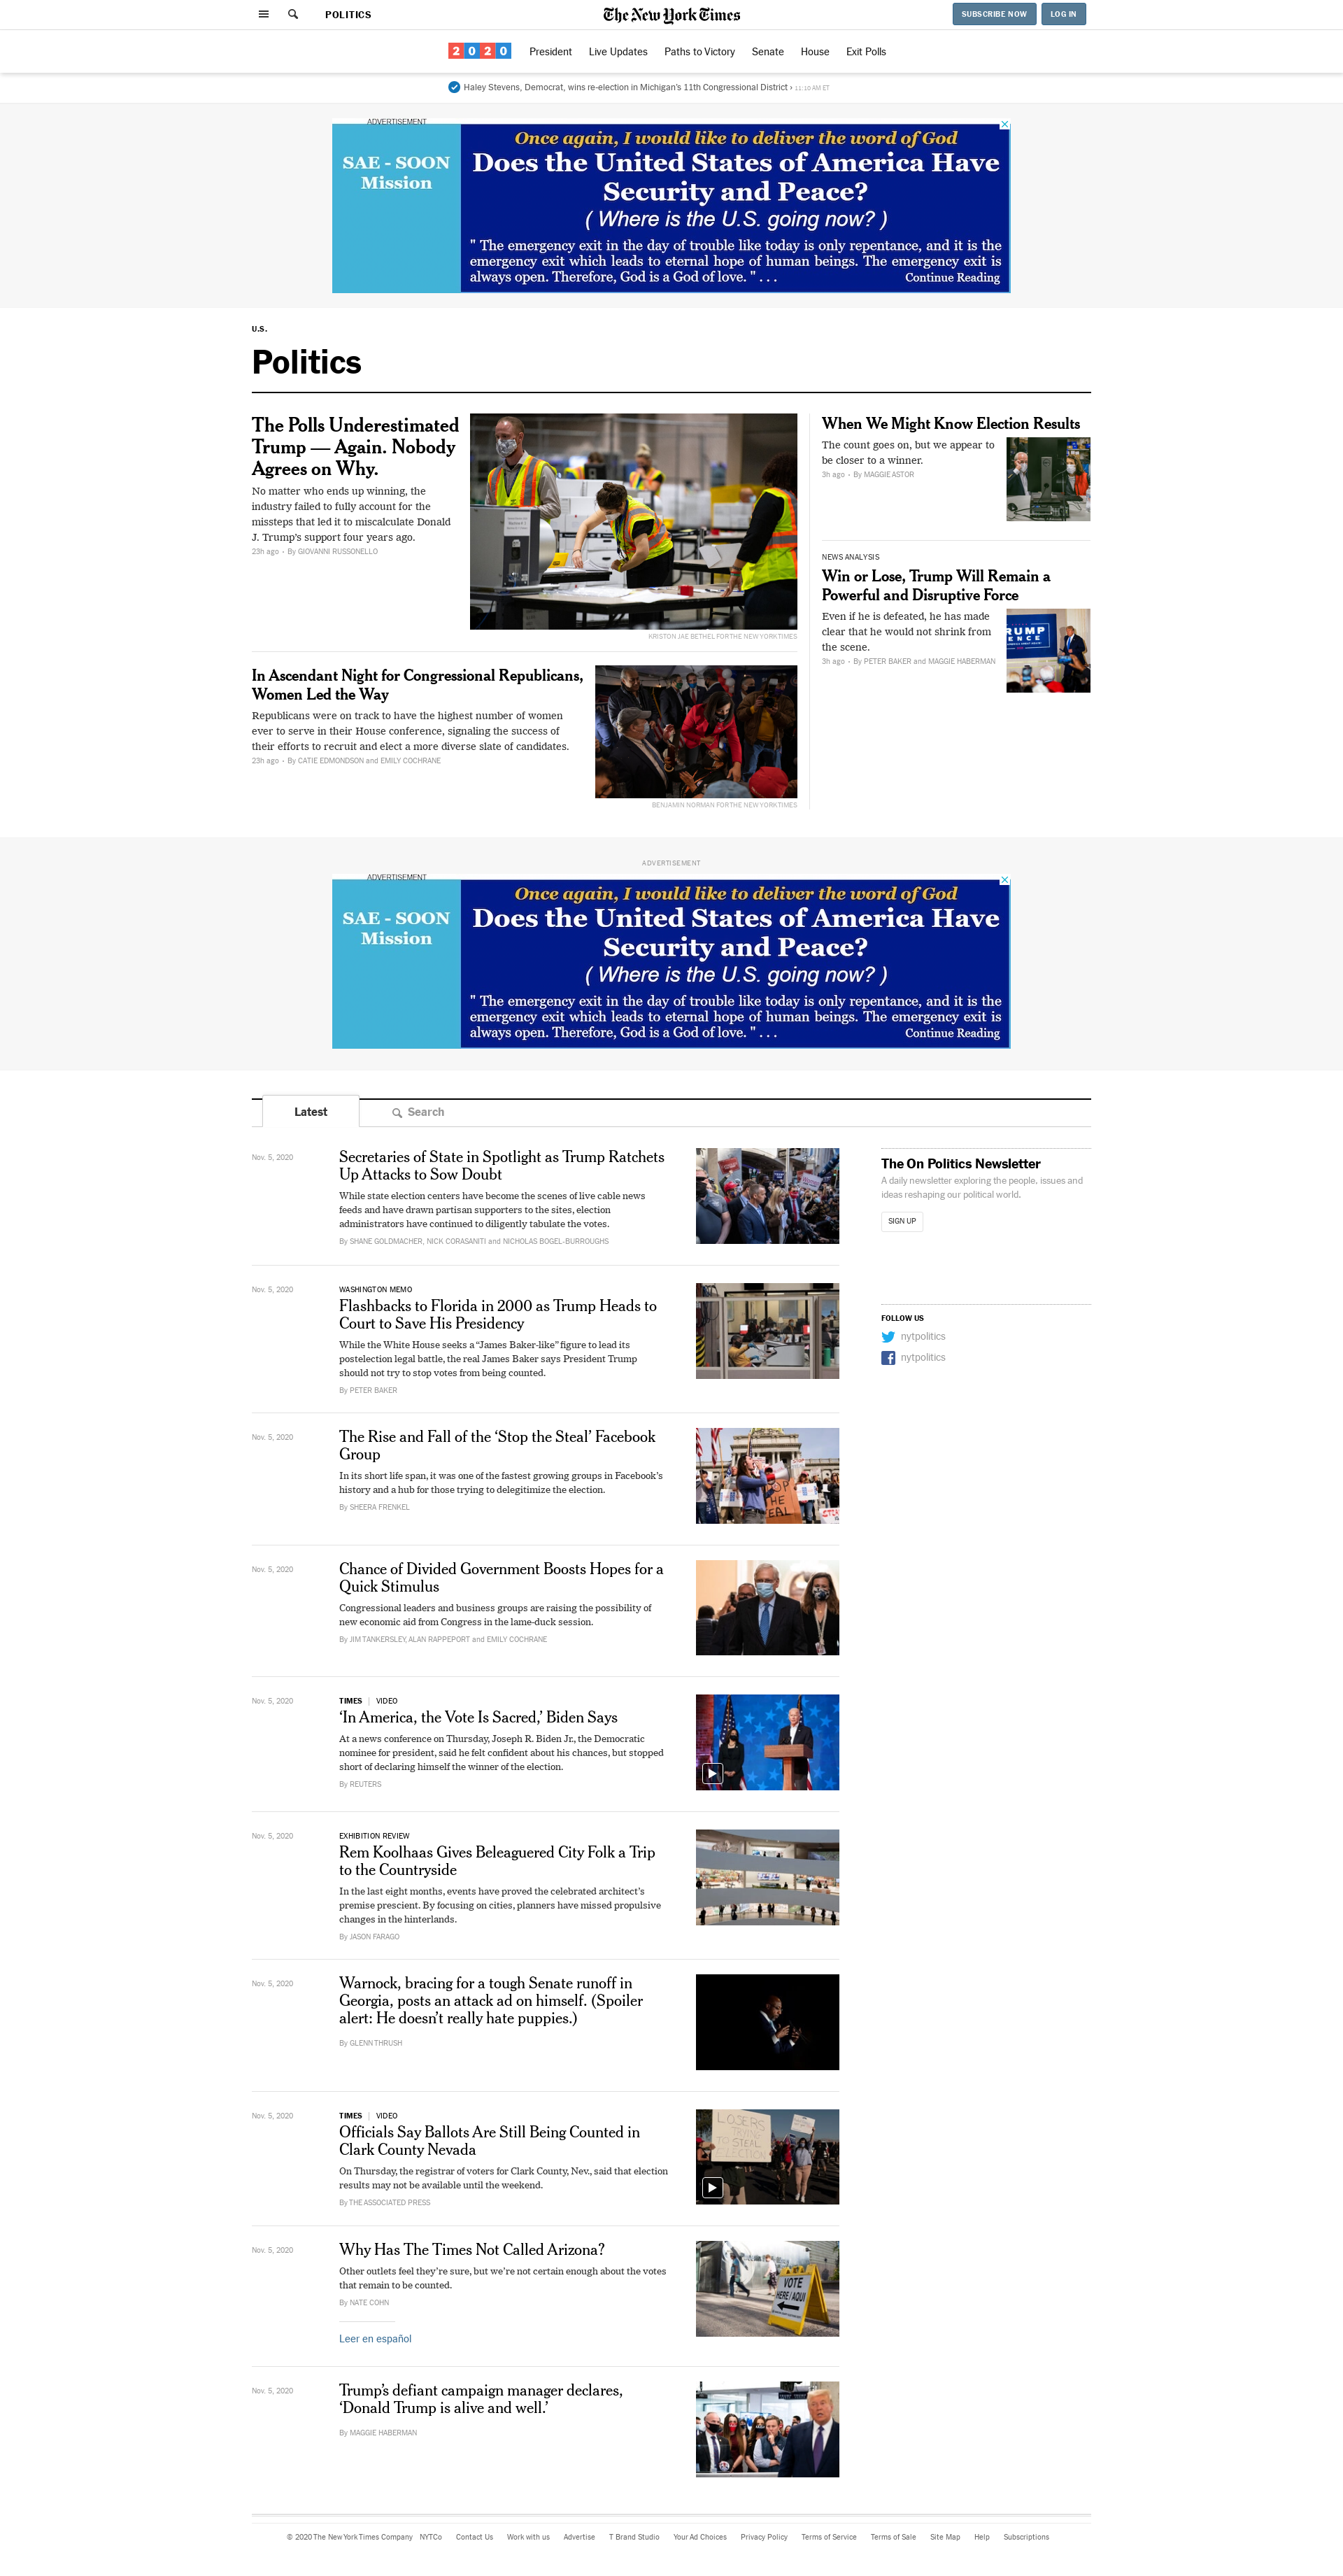 POLITICS
The New York Times
SUBSCRIBE NOW
LOG IN
2020
President
Live Updates
Paths to Victory
Senate
House
Exit Polls
Haley Stevens, Democrat, wins re-election in Michigan's 11th Congressional District › 11:10 AM ET
ADVERTISEMENT
SAE - SOON
Mission
Once again, I would like to deliver the word of God
Does the United States of America Have
Security and Peace?
( Where is the U.S. going now? )
" The emergency exit in the day of trouble like today is only repentance, and it is the
emergency exit which leads to eternal hope of human beings. The emergency exit is
always open. Therefore, God is a God of love. " . . .
Continue Reading
U.S.
Politics
The Polls Underestimated
Trump — Again. Nobody
Agrees on Why.
No matter who ends up winning, the
industry failed to fully account for the
missteps that led it to miscalculate Donald
J. Trump's support four years ago.
23h ago • By GIOVANNI RUSSONELLO
KRISTON JAE BETHEL FOR THE NEW YORK TIMES
In Ascendant Night for Congressional Republicans,
Women Led the Way
Republicans were on track to have the highest number of women
ever to serve in their House conference, signaling the success of
their efforts to recruit and elect a more diverse slate of candidates.
23h ago • By CATIE EDMONDSON and EMILY COCHRANE
BENJAMIN NORMAN FOR THE NEW YORK TIMES
When We Might Know Election Results
The count goes on, but we appear to
be closer to a winner.
3h ago • By MAGGIE ASTOR
NEWS ANALYSIS
Win or Lose, Trump Will Remain a
Powerful and Disruptive Force
Even if he is defeated, he has made
clear that he would not shrink from
the scene.
3h ago • By PETER BAKER and MAGGIE HABERMAN
RUMP
ENCE
ADVERTISEMENT
ADVERTISEMENT
SAE - SOON
Mission
Once again, I would like to deliver the word of God
Does the United States of America Have
Security and Peace?
( Where is the U.S. going now? )
" The emergency exit in the day of trouble like today is only repentance, and it is the
emergency exit which leads to eternal hope of human beings. The emergency exit is
always open. Therefore, God is a God of love. " . . .
Continue Reading
Latest
Search
Nov. 5, 2020
Secretaries of State in Spotlight as Trump Ratchets
Up Attacks to Sow Doubt
While state election centers have become the scenes of live cable news
feeds and have drawn partisan supporters to the sites, election
administrators have continued to diligently tabulate the votes.
By SHANE GOLDMACHER, NICK CORASANITI and NICHOLAS BOGEL-BURROUGHS
The On Politics Newsletter
A daily newsletter exploring the people, issues and
ideas reshaping our political world.
SIGN UP
FOLLOW US
nytpolitics
nytpolitics
Nov. 5, 2020
WASHINGTON MEMO
Flashbacks to Florida in 2000 as Trump Heads to
Court to Save His Presidency
While the White House seeks a “James Baker-like” figure to lead its
postelection legal battle, the real James Baker says President Trump
should not try to stop votes from being counted.
By PETER BAKER
Nov. 5, 2020
The Rise and Fall of the ‘Stop the Steal’ Facebook
Group
In its short life span, it was one of the fastest growing groups in Facebook's
history and a hub for those trying to delegitimize the election.
By SHEERA FRENKEL
Nov. 5, 2020
Chance of Divided Government Boosts Hopes for a
Quick Stimulus
Congressional leaders and business groups are raising the possibility of
new economic aid from Congress in the lame-duck session.
By JIM TANKERSLEY, ALAN RAPPEPORT and EMILY COCHRANE
Nov. 5, 2020
TIMES | VIDEO
‘In America, the Vote Is Sacred,’ Biden Says
At a news conference on Thursday, Joseph R. Biden Jr., the Democratic
nominee for president, said he felt confident about his chances, but stopped
short of declaring himself the winner of the election.
By REUTERS
Nov. 5, 2020
EXHIBITION REVIEW
Rem Koolhaas Gives Beleaguered City Folk a Trip
to the Countryside
In the last eight months, events have proved the celebrated architect's
premise prescient. By focusing on cities, planners have missed propulsive
changes in the hinterlands.
By JASON FARAGO
Nov. 5, 2020
Warnock, bracing for a tough Senate runoff in
Georgia, posts an attack ad on himself. (Spoiler
alert: He doesn't really hate puppies.)
By GLENN THRUSH
Nov. 5, 2020
TIMES | VIDEO
Officials Say Ballots Are Still Being Counted in
Clark County Nevada
On Thursday, the registrar of voters for Clark County, Nev., said that election
results may not be available until the weekend.
By THE ASSOCIATED PRESS
Nov. 5, 2020
Why Has The Times Not Called Arizona?
Other outlets feel they're sure, but we're not certain enough about the votes
that remain to be counted.
By NATE COHN
Leer en español
VOTE
HERE / AQUI
Nov. 5, 2020
Trump's defiant campaign manager declares,
‘Donald Trump is alive and well.’
By MAGGIE HABERMAN
© 2020 The New York Times Company
NYTCo
Contact Us
Work with us
Advertise
T Brand Studio
Your Ad Choices
Privacy Policy
Terms of Service
Terms of Sale
Site Map
Help
Subscriptions